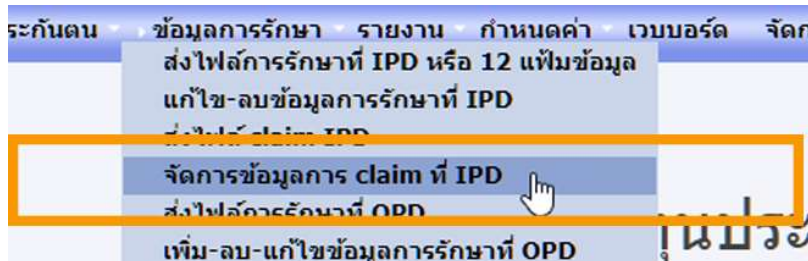 ระกันตน ข้อมูลการรักษา รายงาน กำหนดค่า เวบบอร์ด จัดก
ส่งไฟล์การรักษาที่ IPD หรือ 12 แฟ้มข้อมูล
แก้ไข-ลบข้อมูลการรักษาที่ IPD
ส่งไฟล์ claim IPD
จัดการข้อมูลการ claim ที่ IPD
ส่งไฟล์การรักษาที่ OPD
ุนประ
เพิ่ม-ลบ-แก้ไขข้อมูลการรักษาที่ OPD